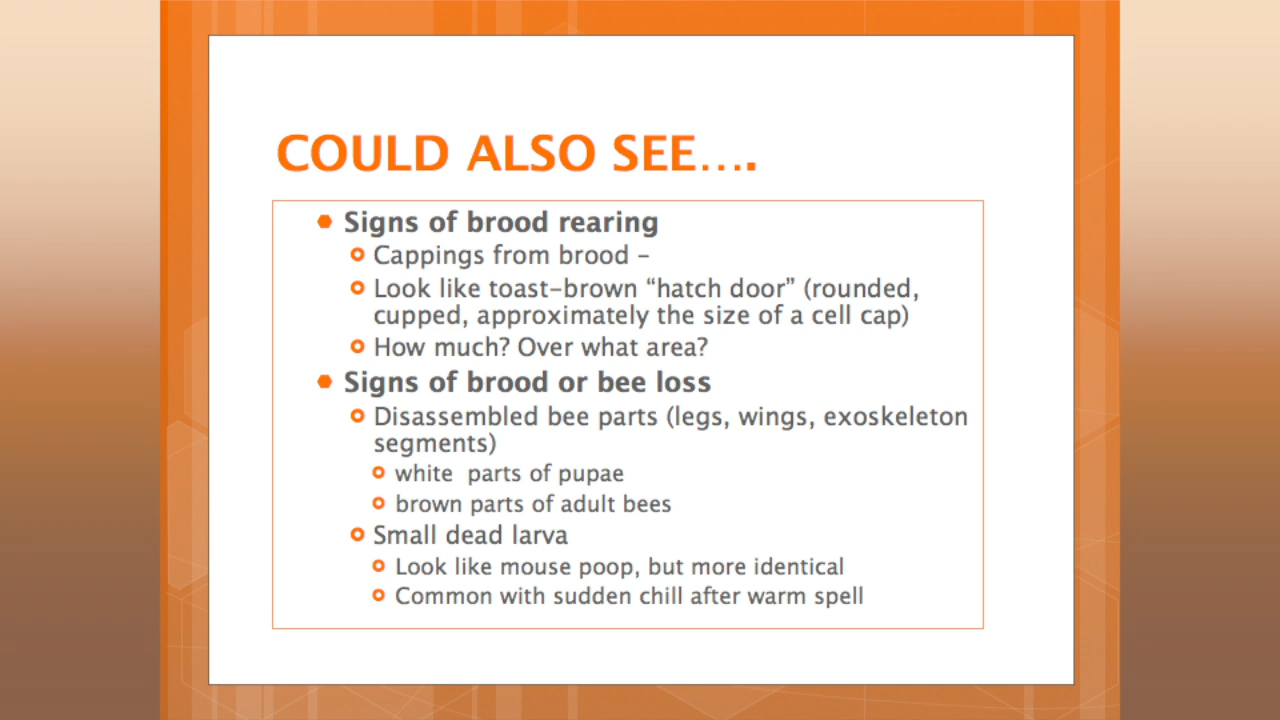 COULD ALSO SEE….
Signs of brood rearing
Cappings from brood –
Look like toast-brown “hatch door” (rounded,
cupped, approximately the size of a cell cap)
How much? Over what area?
Signs of brood or bee loss
Disassembled bee parts (legs, wings, exoskeleton
segments)
white  parts of pupae
brown parts of adult bees
Small dead larva
Look like mouse poop, but more identical
Common with sudden chill after warm spell